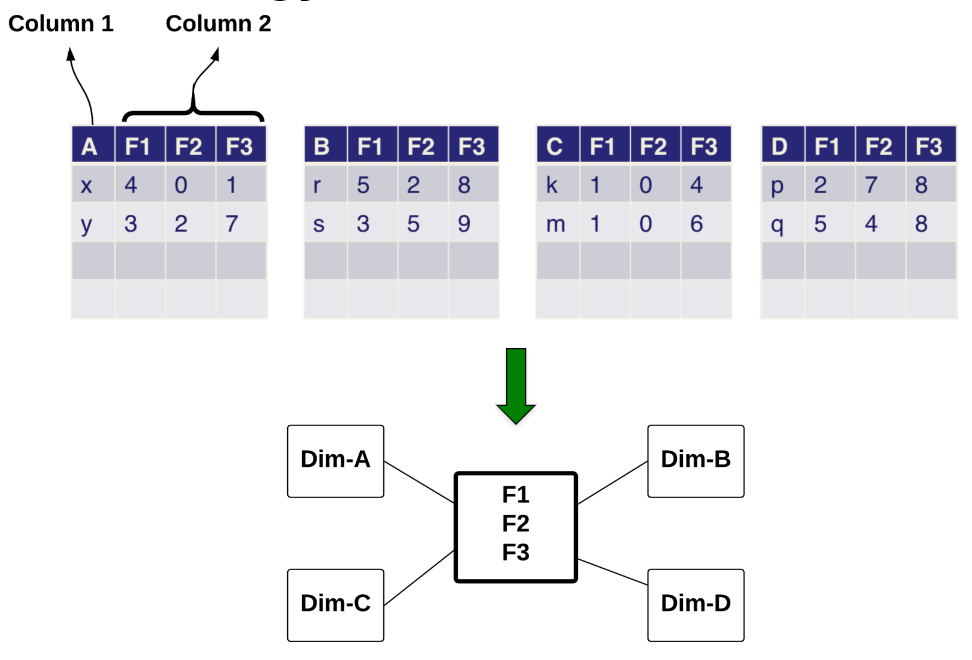 Column 1 Column 2
A F1 F2 F3
x 4 0 1
y 3 2 7
B F1 F2 F3
r 5 2 8
s 3 5 9
C F1 F2 F3
k 1 0 4
m 1 0 6
D F1 F2 F3
p 2 7 8
q 5 4 8
Dim-A
Dim-B
F1
F2
F3
Dim-C
Dim-D